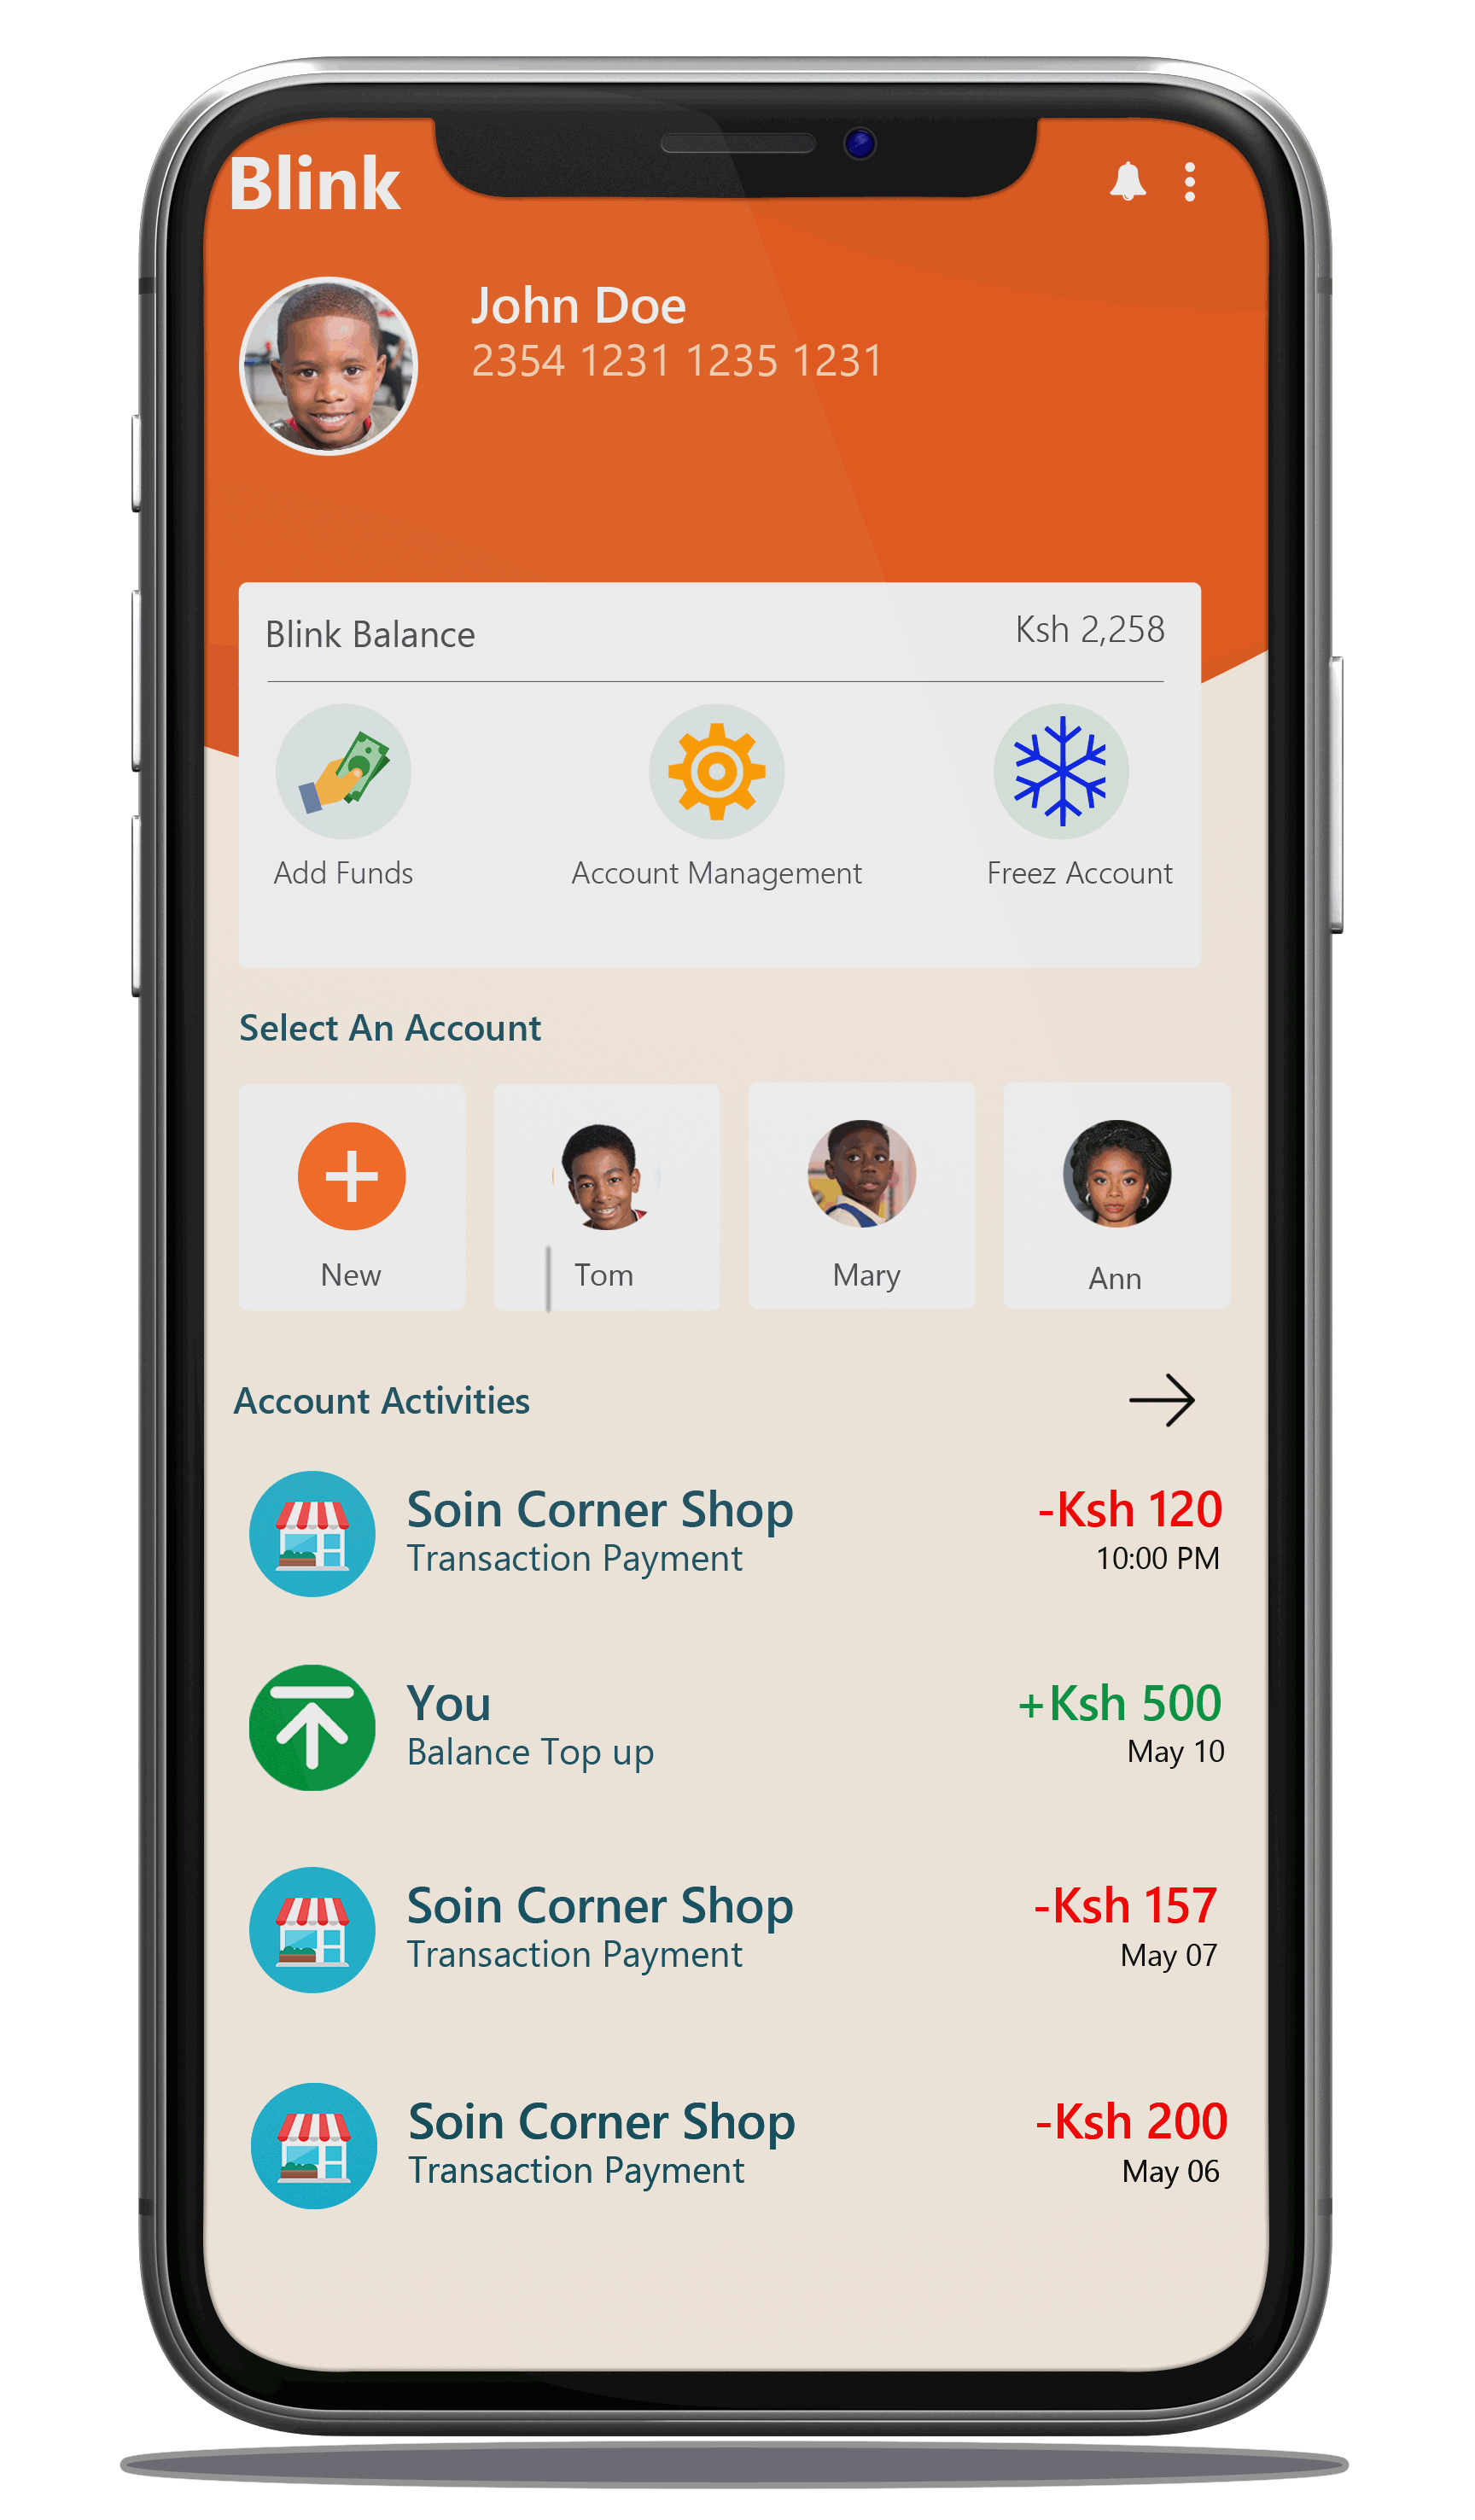 Blink
John Doe
2354 1231 1235 1231
Blink Balance
Ksh 2,258
Add Funds
Account Management
Freez Account
Select An Account
New
Tom
Mary
Ann
Account Activities
Soin Corner Shop
-Ksh 120
Transaction Payment
10:00 PM
You
+Ksh 500
Balance Top up
May 10
Soin Corner Shop
-Ksh 157
Transaction Payment
May 07
Soin Corner Shop
-Ksh 200
Transaction Payment
May 06